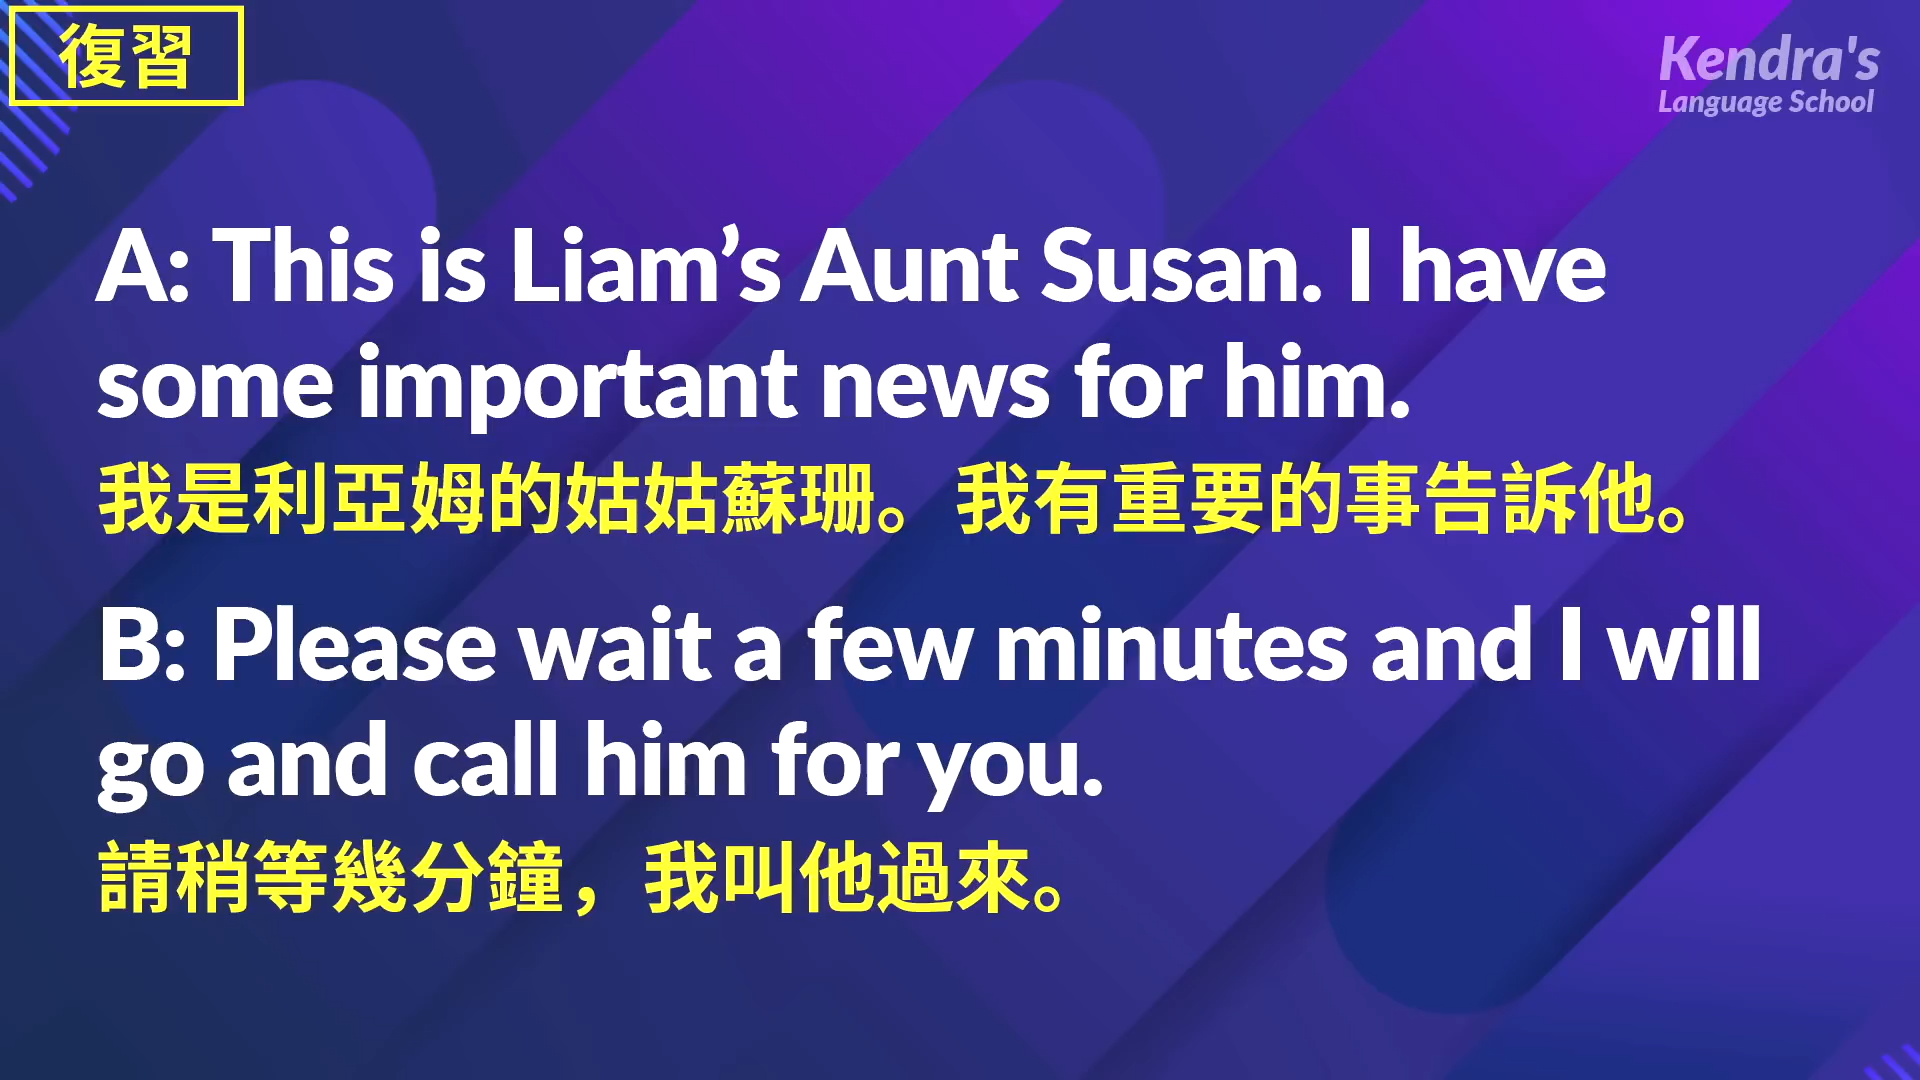 復習
Kendra's
Language School
A: This is Liam’s Aunt Susan. I have
some important news for him.
我是利亞姆的姑姑蘇珊。我有重要的事告訴他。
B: Please wait a few minutes and I will
go and call him for you.
請稍等幾分鐘，我叫他過來。